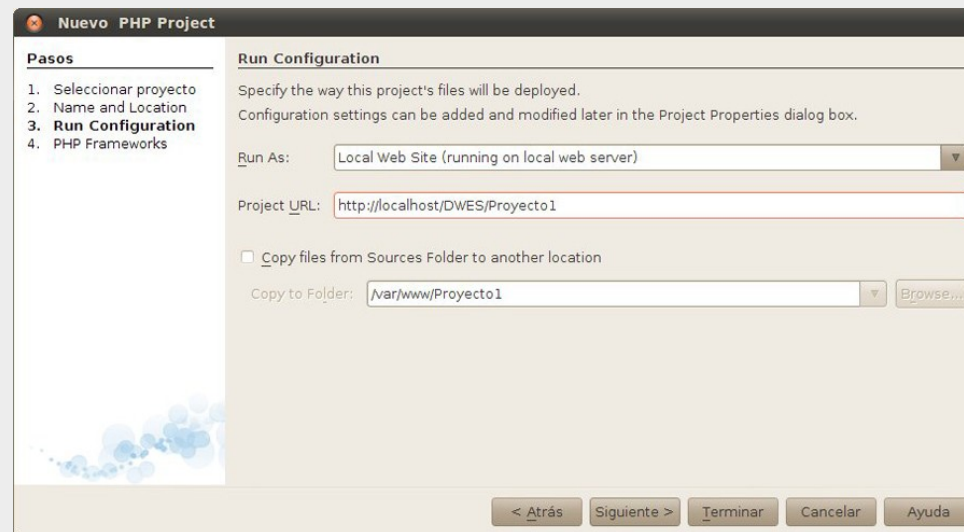 Nuevo PHP Project
Pasos
1. Seleccionar proyecto
2. Name and Location
3. Run Configuration
4. PHP Frameworks
Run Configuration
Specify the way this project's files will be deployed.
Configuration settings can be added and modified later in the Project Properties dialog box.
Run As: Local Web Site (running on local web server)
Project URL: http://localhost/DWES/Proyecto1
Copy files from Sources Folder to another location
Copy to Folder: /var/www/Proyecto1 Browse...
< Atrás Siguiente > Terminar Cancelar Ayuda